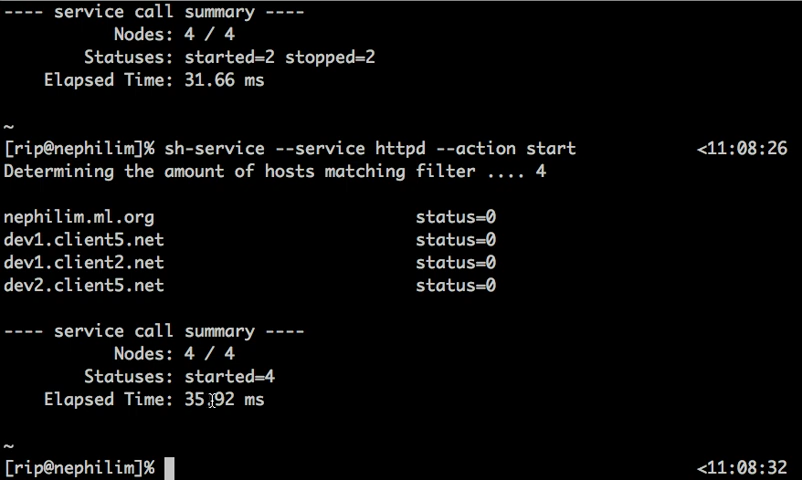 ---- service call summary ----
Nodes: 4 / 4
Statuses: started=2 stopped=2
Elapsed Time: 31.66 ms
~
[rip@nephilim]% sh-service --service httpd --action start <11:08:26
Determining the amount of hosts matching filter .... 4
nephilim.ml.org status=0
dev1.client5.net status=0
dev1.client2.net status=0
dev2.client5.net status=0
---- service call summary ----
Nodes: 4 / 4
Statuses: started=4
Elapsed Time: 35.92 ms
~
[rip@nephilim]% <11:08:32